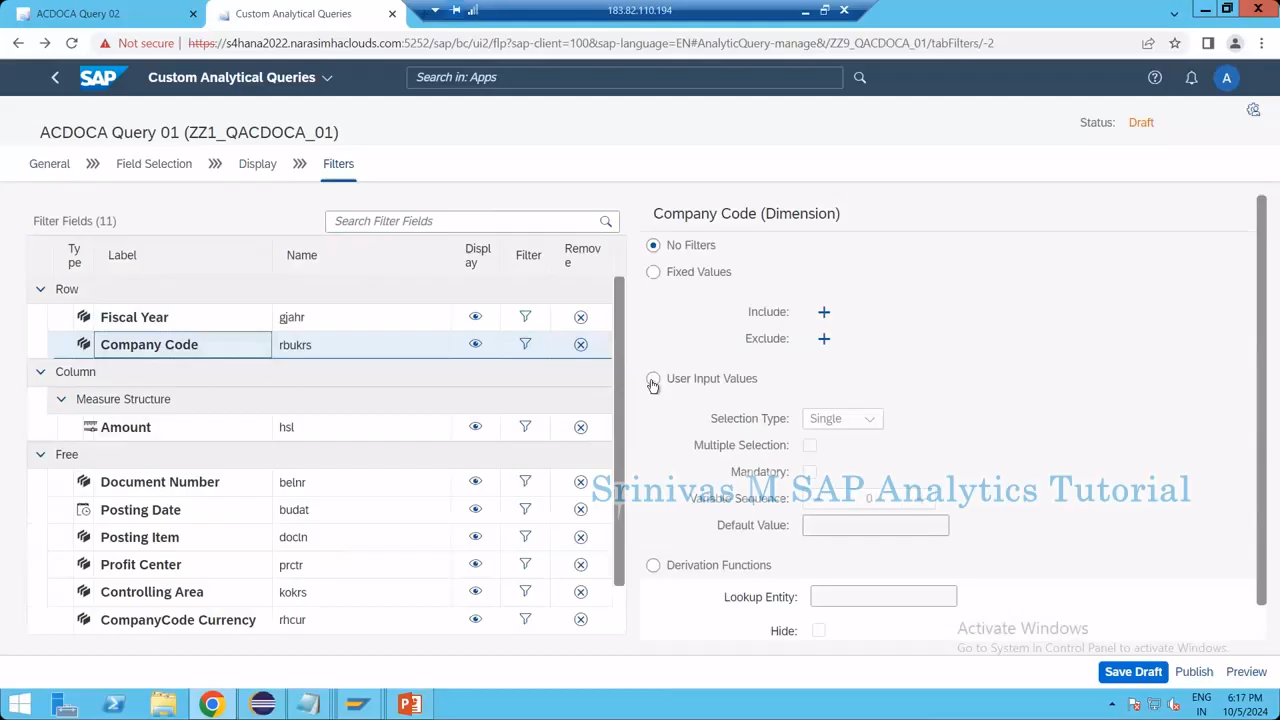 ACDOCA Query 02
Custom Analytical Queries
183.82.110.194
Not secure
https://s4hana2022.narasimhaclouds.com:5252/sap/bc/ui2/flp?sap-client=100&sap-language=EN#AnalyticQuery-manage&/ZZ9_QACDOCA_01/tabFilters/-2
SAP
Custom Analytical Queries
Search in: Apps
A
ACDOCA Query 01 (ZZ1_QACDOCA_01)
Status: Draft
General
Field Selection
Display
Filters
Filter Fields (11)
Search Filter Fields
Type
Label
Name
Display
Filter
Remove
Row
Fiscal Year gjahr
Company Code rbukrs
Column
Measure Structure
Amount hsl
Free
Document Number belnr
Posting Date budat
Posting Item docln
Profit Center prctr
Controlling Area kokrs
CompanyCode Currency rhcur
Company Code (Dimension)
No Filters
Fixed Values
Include:
Exclude:
User Input Values
Selection Type: Single
Multiple Selection:
Mandatory:
Srinivas M SAP Analytics Tutorial
Variable Sequence: 0
Default Value:
Derivation Functions
Lookup Entity:
Hide:
Activate Windows
Go to System in Control Panel to activate Windows.
Save Draft
Publish
Preview
ENG
IN
6:17 PM
10/5/2024